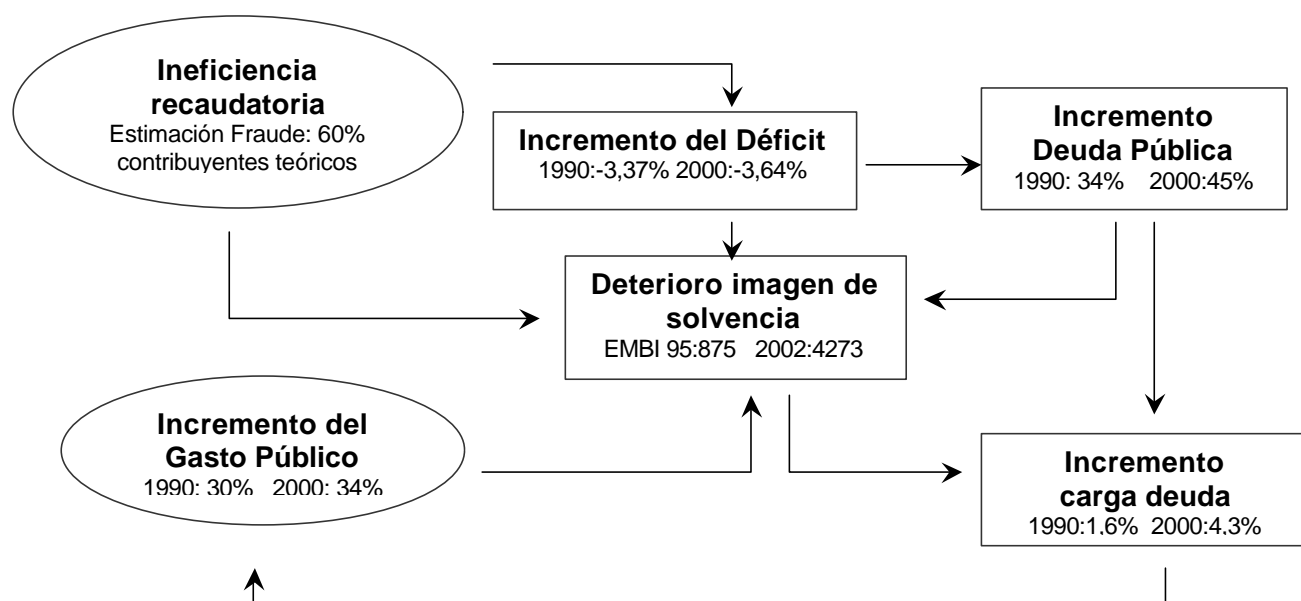 Ineficiencia
recaudatoria
Estimación Fraude: 60%
contribuyentes teóricos
Incremento del Déficit
1990:-3,37% 2000:-3,64%
Incremento
Deuda Pública
1990: 34% 2000:45%
Deterioro imagen de
solvencia
EMBI 95:875 2002:4273
Incremento del
Gasto Público
1990: 30% 2000: 34%
Incremento
carga deuda
1990:1,6% 2000:4,3%